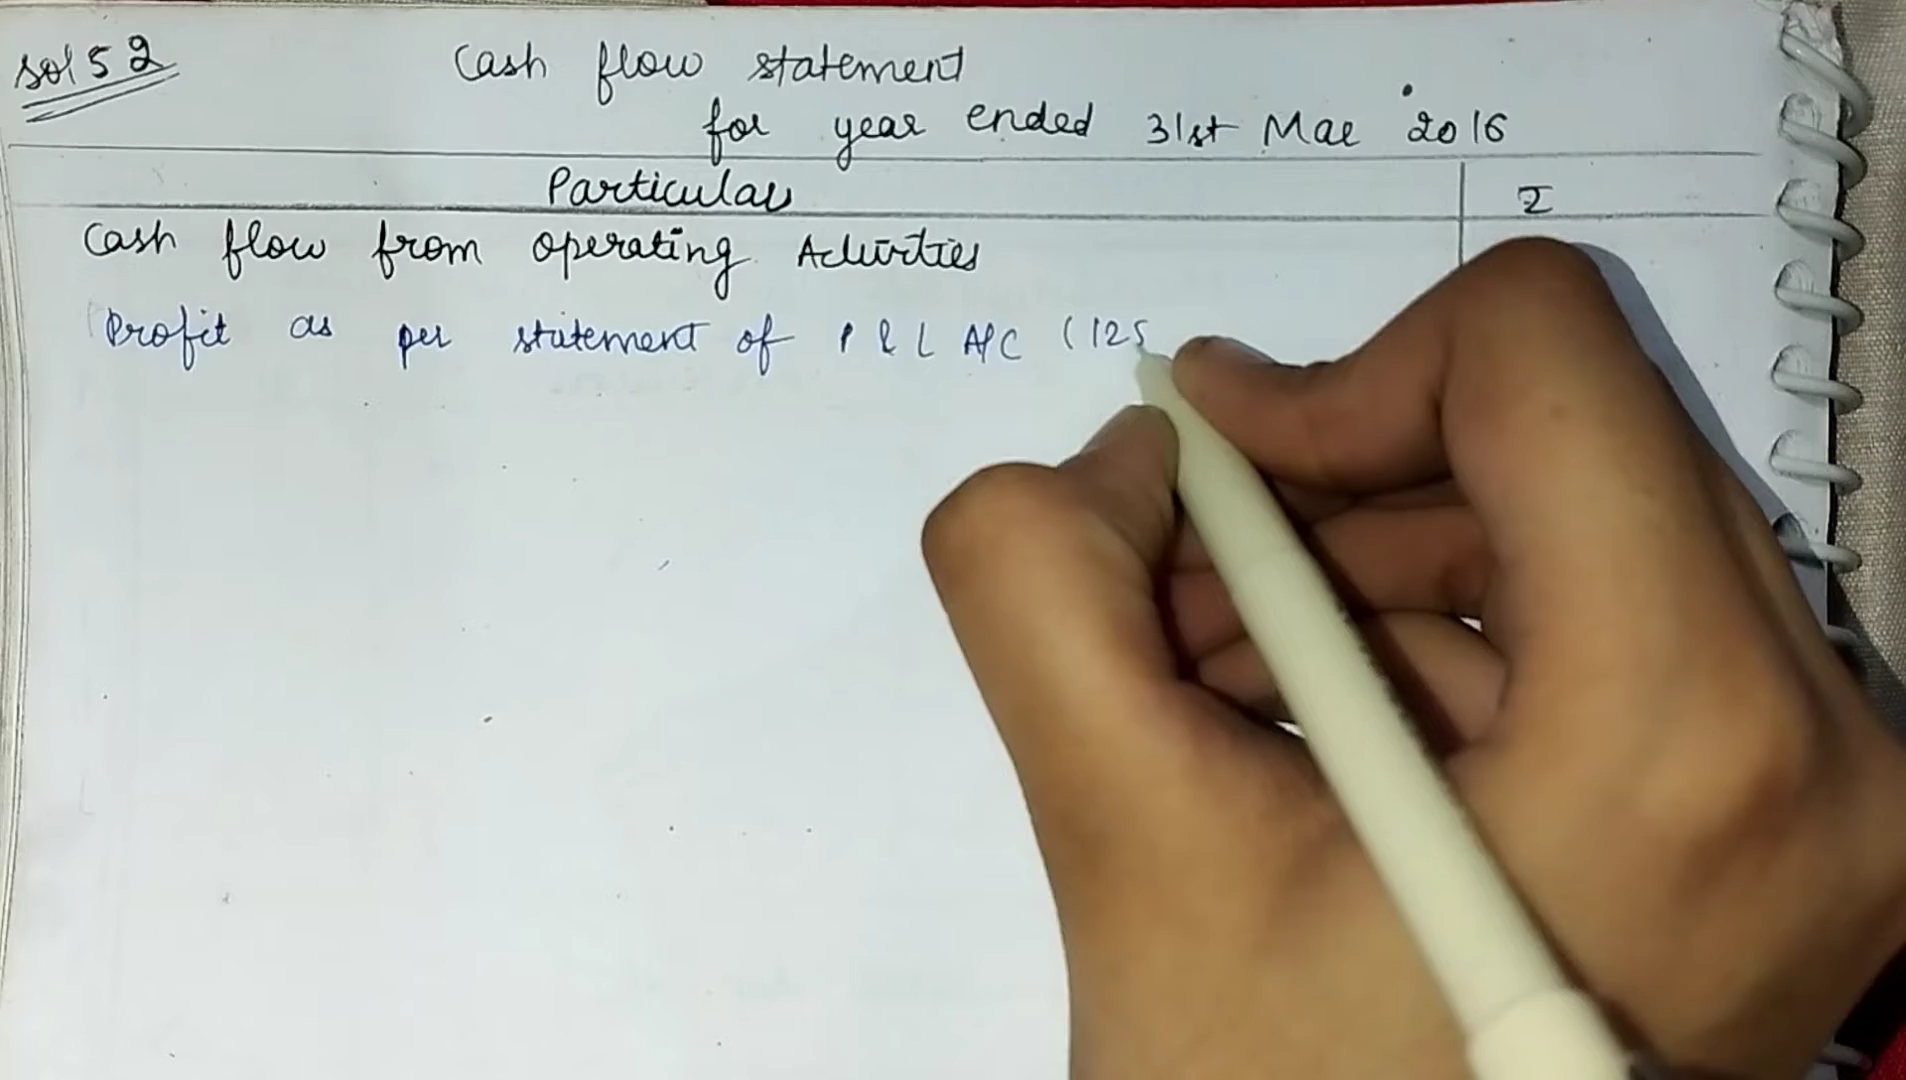 sol 52
Cash flow statement
for year ended 31st Mar 2016
Particular ₹
Cash flow from operating Activities
Profit as per statement of P & L A/C (125